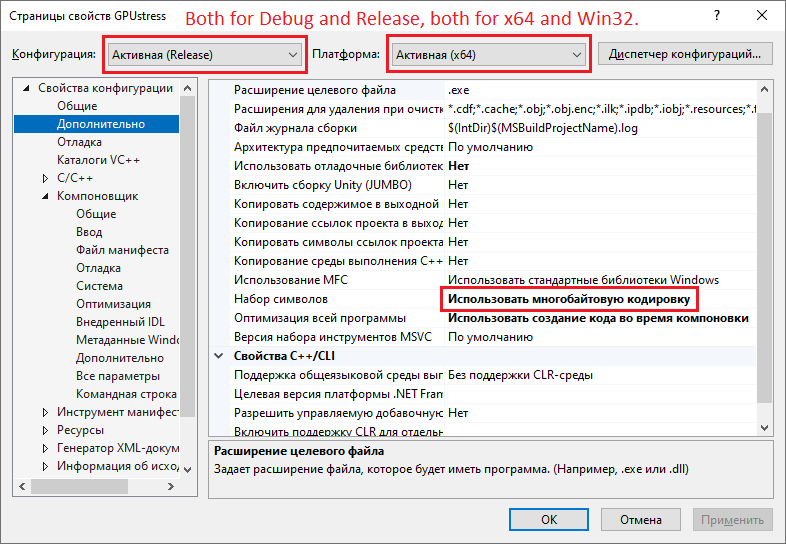 Страницы свойств GPUstress
Both for Debug and Release, both for x64 and Win32.
Конфигурация: Активная (Release) Платформа: Активная (x64) Диспетчер конфигураций...
Свойства конфигурации
Общие
Дополнительно
Отладка
Каталоги VC++
C/C++
Компоновщик
Общие
Ввод
Файл манифеста
Отладка
Система
Оптимизация
Внедренный IDL
Метаданные Windo
Дополнительно
Все параметры
Командная строка
Инструмент манифест
Ресурсы
Генератор XML-докум
Информация об исход
Расширение целевого файла .exe
Расширения для удаления при очистк *.cdf;*.cache;*.obj;*.obj.enc;*.ilk;*.ipdb;*.iobj;*.resources;*.t
Файл журнала сборки $(IntDir)$(MSBuildProjectName).log
Архитектура предпочитаемых средств По умолчанию
Использовать отладочные библиотек Нет
Включить сборку Unity (JUMBO) Нет
Копировать содержимое в выходной Нет
Копирование ссылок проекта в выход Нет
Копировать символы ссылок проекта Нет
Копирование среды выполнения C++ Нет
Использование MFC Использовать стандартные библиотеки Windows
Набор символов Использовать многобайтовую кодировку
Оптимизация всей программы Использовать создание кода во время компоновки
Версия набора инструментов MSVC По умолчанию
Свойства C++/CLI
Поддержка общеязыковой среды вып Без поддержки CLR-среды
Целевая версия платформы .NET Fram
Разрешить управляемую добавочную Нет
Включить поддержку CLR для отдельн
Расширение целевого файла
Задает расширение файла, которое будет иметь программа. (Например, .exe или .dll)
ОК Отмена Применить